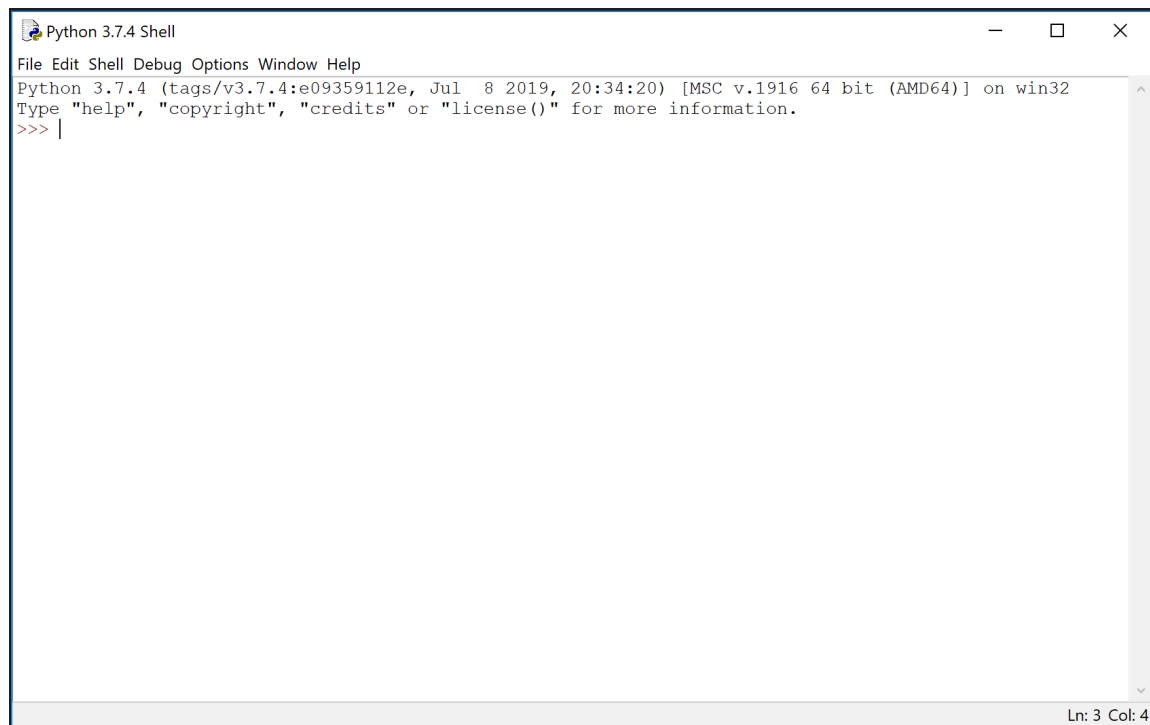 Python 3.7.4 Shell
File Edit Shell Debug Options Window Help
Python 3.7.4 (tags/v3.7.4:e09359112e, Jul  8 2019, 20:34:20) [MSC v.1916 64 bit (AMD64)] on win32
Type "help", "copyright", "credits" or "license()" for more information.
>>>
Ln: 3 Col: 4